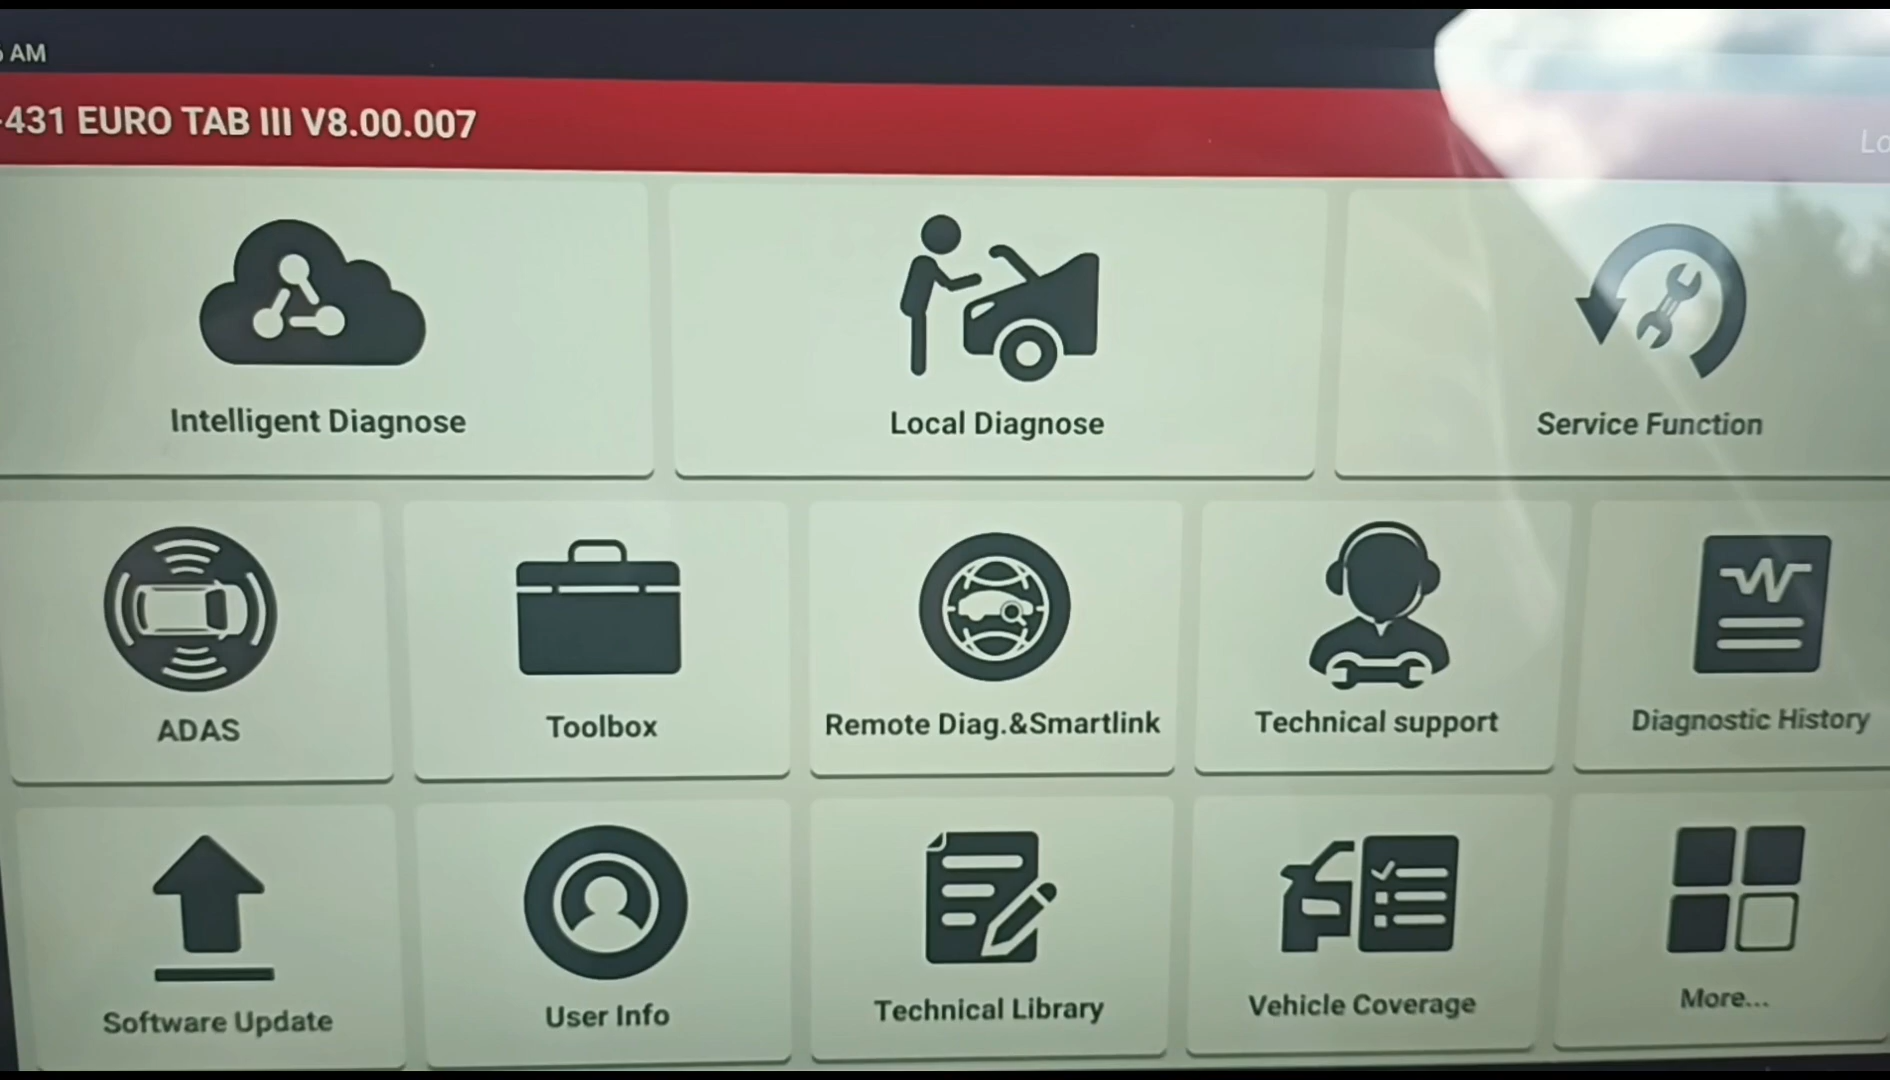 AM
-431 EURO TAB III V8.00.007
Intelligent Diagnose
Local Diagnose
Service Function
ADAS
Toolbox
Remote Diag.&Smartlink
Technical support
Diagnostic History
Software Update
User Info
Technical Library
Vehicle Coverage
More...